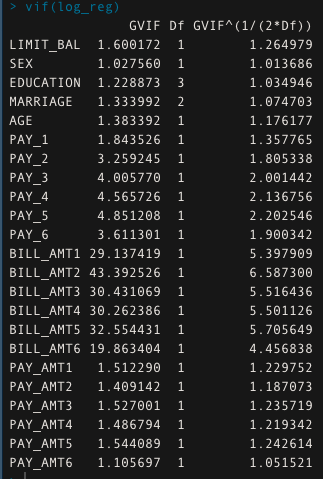 > vif(log_reg)
GVIF Df GVIF^(1/(2*Df))
LIMIT_BAL 1.600172 1 1.264979
SEX 1.027560 1 1.013686
EDUCATION 1.228873 3 1.034946
MARRIAGE 1.333992 2 1.074703
AGE 1.383392 1 1.176177
PAY_1 1.843526 1 1.357765
PAY_2 3.259245 1 1.805338
PAY_3 4.005770 1 2.001442
PAY_4 4.565726 1 2.136756
PAY_5 4.851208 1 2.202546
PAY_6 3.611301 1 1.900342
BILL_AMT1 29.137419 1 5.397909
BILL_AMT2 43.392526 1 6.587300
BILL_AMT3 30.431069 1 5.516436
BILL_AMT4 30.262386 1 5.501126
BILL_AMT5 32.554431 1 5.705649
BILL_AMT6 19.863404 1 4.456838
PAY_AMT1 1.512290 1 1.229752
PAY_AMT2 1.409142 1 1.187073
PAY_AMT3 1.527001 1 1.235719
PAY_AMT4 1.486794 1 1.219342
PAY_AMT5 1.544089 1 1.242614
PAY_AMT6 1.105697 1 1.051521